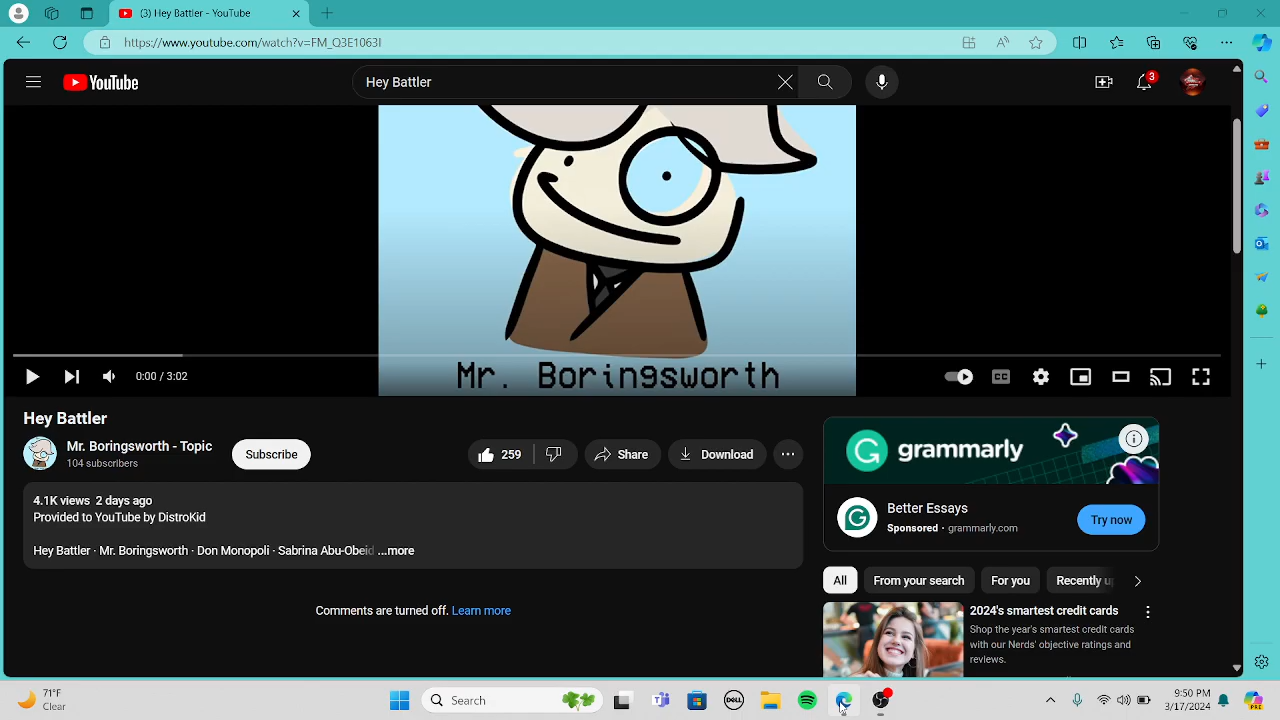 (3) Hey Battler - YouTube
https://www.youtube.com/watch?v=FM_Q3E1063I
YouTube
Hey Battler
3
Mr. Boringsworth
0:00 / 3:02
CC
Hey Battler
Mr. Boringsworth - Topic
104 subscribers
Subscribe
259
Share
Download
4.1K views 2 days ago
Provided to YouTube by DistroKid
Hey Battler · Mr. Boringsworth · Don Monopoli · Sabrina Abu-Obeid ...more
Comments are turned off. Learn more
grammarly
Better Essays
Sponsored · grammarly.com
Try now
All
From your search
For you
Recently u
2024's smartest credit cards
Shop the year's smartest credit cards
with our Nerds' objective ratings and
reviews.
71°F
Clear
Search
DELL
9:50 PM
3/17/2024
PRE